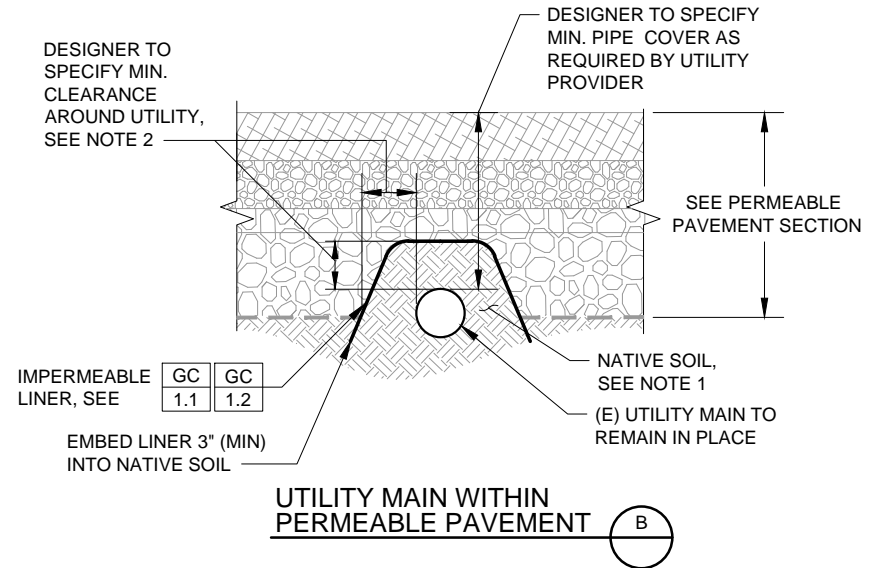 DESIGNER TO
SPECIFY MIN.
CLEARANCE
AROUND UTILITY,
SEE NOTE 2
DESIGNER TO SPECIFY
MIN. PIPE COVER AS
REQUIRED BY UTILITY
PROVIDER
SEE PERMEABLE
PAVEMENT SECTION
IMPERMEABLE
LINER, SEE
GC GC
1.1 1.2
EMBED LINER 3" (MIN)
INTO NATIVE SOIL
NATIVE SOIL,
SEE NOTE 1
(E) UTILITY MAIN TO
REMAIN IN PLACE
UTILITY MAIN WITHIN
PERMEABLE PAVEMENT
B